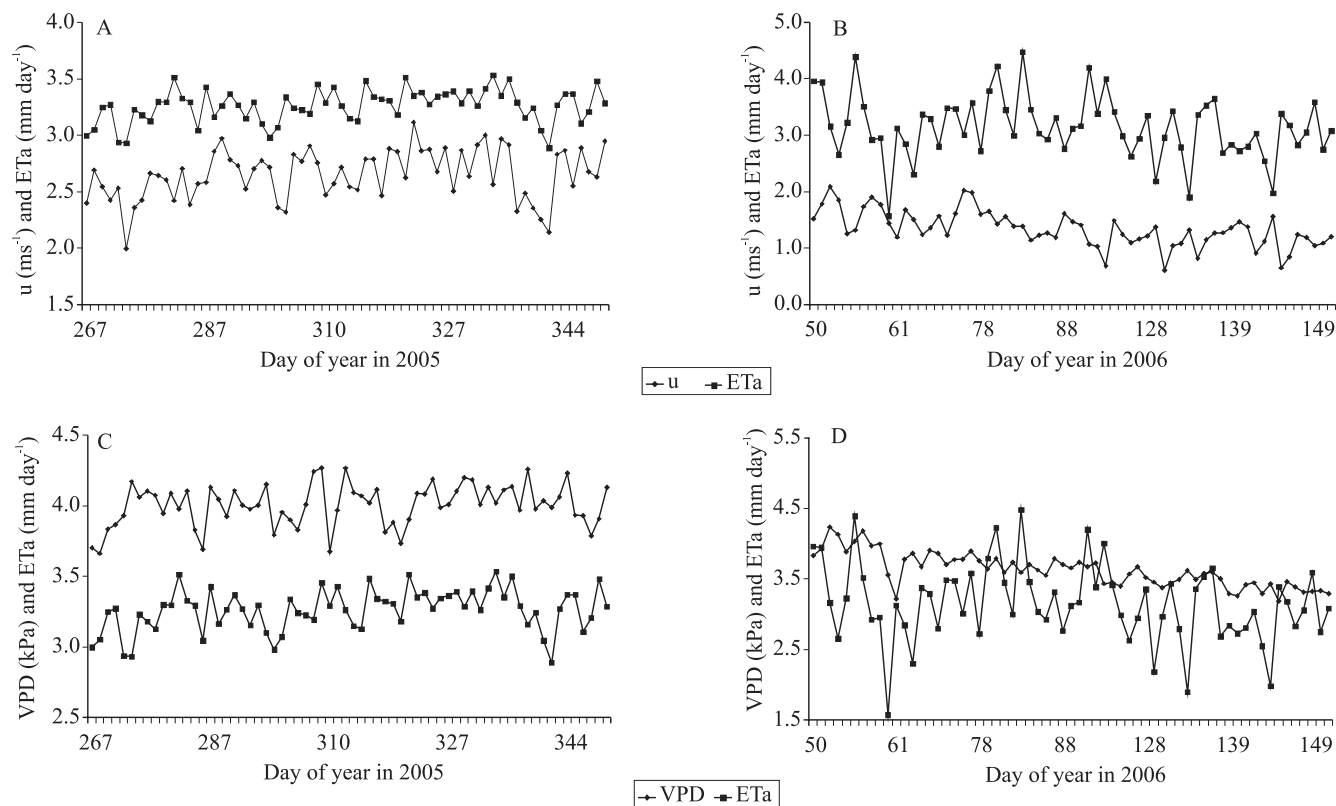 A
4.0
3.5
3.0
2.5
2.0
1.5
u (ms⁻¹) and ETa (mm day⁻¹)
267 287 310 327 344
Day of year in 2005
B
5.0
4.0
3.0
2.0
1.0
0.0
u (ms⁻¹) and ETa (mm day⁻¹)
50 61 78 88 128 139 149
Day of year in 2006
u ETa
C
4.5
4.0
3.5
3.0
2.5
VPD (kPa) and ETa (mm day⁻¹)
267 287 310 327 344
Day of year in 2005
D
5.5
4.5
3.5
2.5
1.5
VPD (kPa) and ETa (mm day⁻¹)
50 61 78 88 128 139 149
Day of year in 2006
VPD ETa